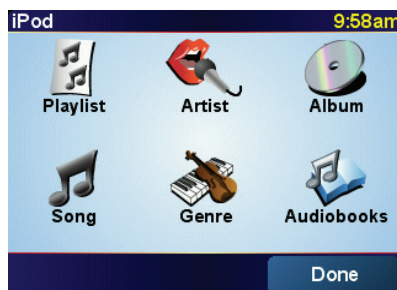 iPod 9:58am
Playlist Artist Album
Song Genre Audiobooks
Done